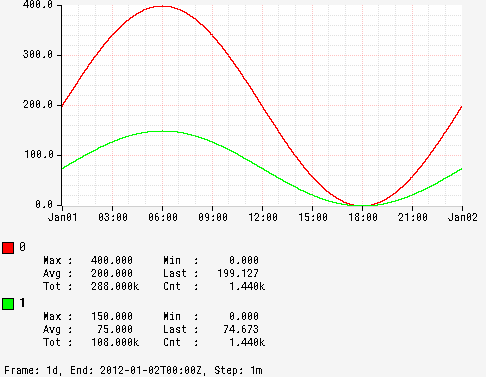 400.0
300.0
200.0
100.0
0.0
Jan01 03:00 06:00 09:00 12:00 15:00 18:00 21:00 Jan02
0
Max : 400.000 Min : 0.000
Avg : 200.000 Last : 199.127
Tot : 288.000k Cnt : 1.440k
1
Max : 150.000 Min : 0.000
Avg : 75.000 Last : 74.673
Tot : 108.000k Cnt : 1.440k
Frame: 1d, End: 2012-01-02T00:00Z, Step: 1m